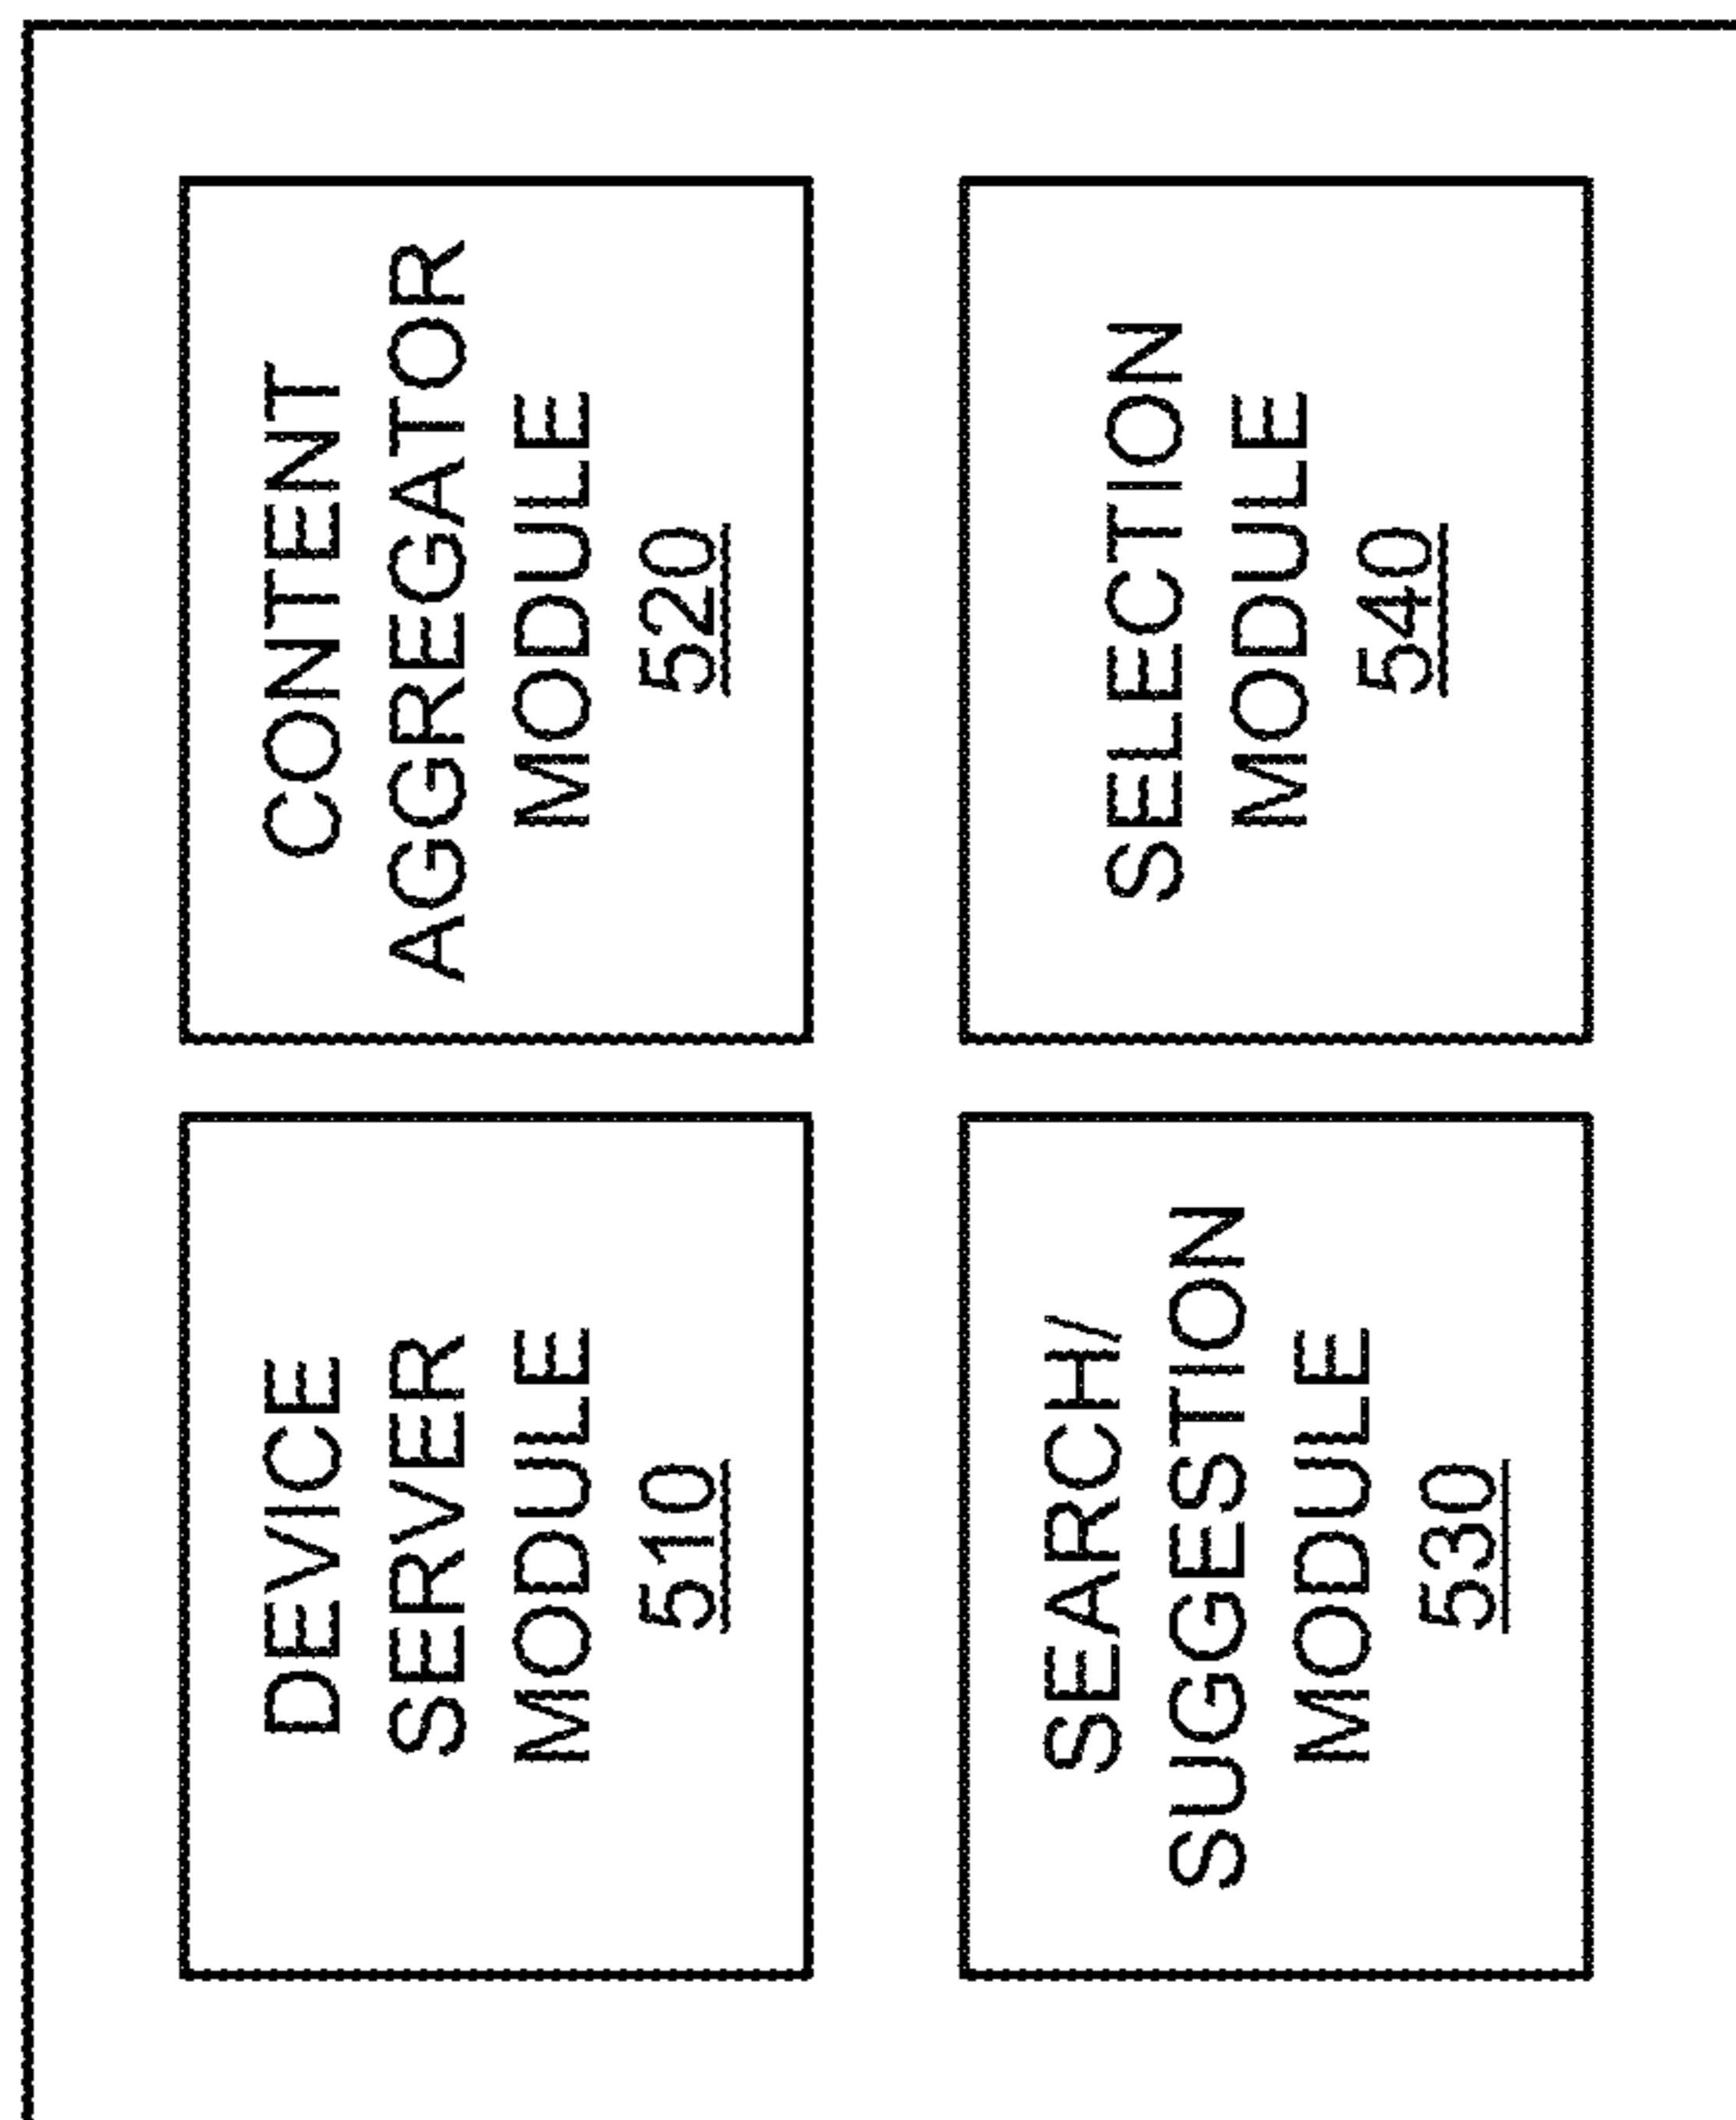 DEVICE
SERVER
MODULE
510
CONTENT
AGGREGATOR
MODULE
520
SEARCH/
SUGGESTION
MODULE
530
SELECTION
MODULE
540